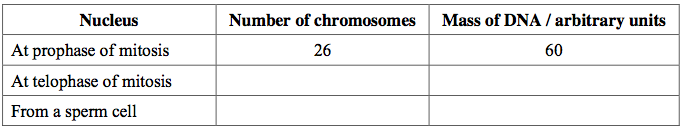 Nucleus Number of chromosomes Mass of DNA / arbitrary units
At prophase of mitosis 26 60
At telophase of mitosis
From a sperm cell